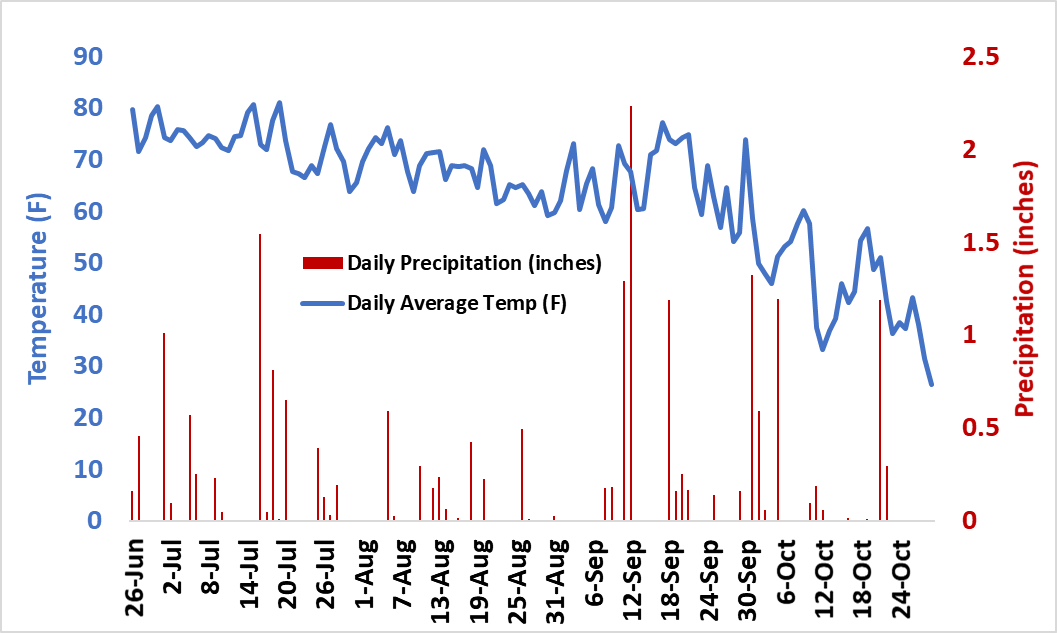 90
80
70
60
50
40
30
20
10
0
Temperature (F)
2.5
2
1.5
1
0.5
0
Precipitation (inches)
Daily Precipitation (inches)
Daily Average Temp (F)
26-Jun
2-Jul
8-Jul
14-Jul
20-Jul
26-Jul
1-Aug
7-Aug
13-Aug
19-Aug
25-Aug
31-Aug
6-Sep
12-Sep
18-Sep
24-Sep
30-Sep
6-Oct
12-Oct
18-Oct
24-Oct